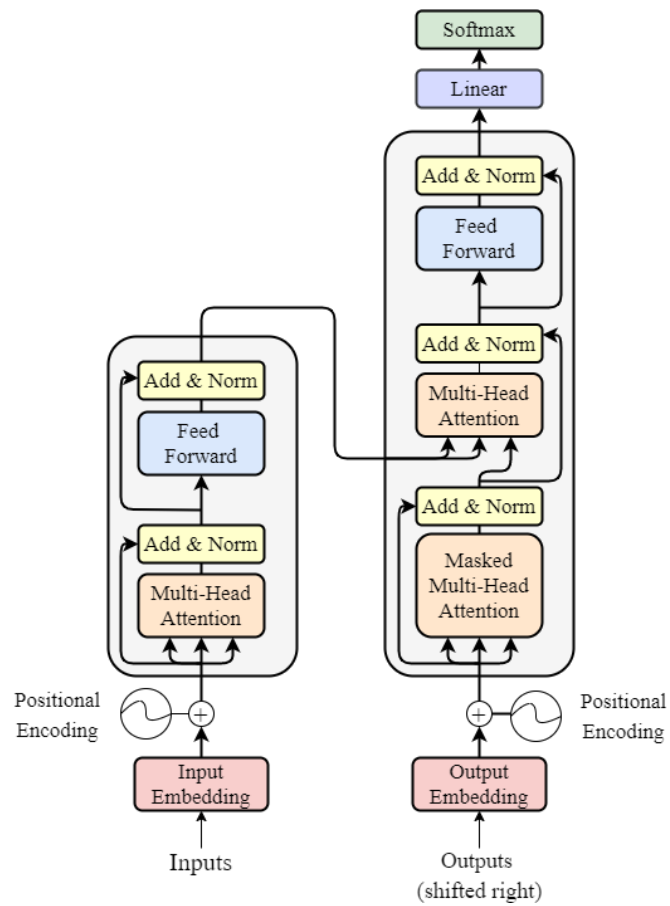 Softmax
Linear
Add & Norm
Feed
Forward
Add & Norm
Multi-Head
Attention
Add & Norm
Masked
Multi-Head
Attention
Add & Norm
Feed
Forward
Add & Norm
Multi-Head
Attention
Positional
Encoding
+
+
Positional
Encoding
Input
Embedding
Output
Embedding
Inputs
Outputs
(shifted right)